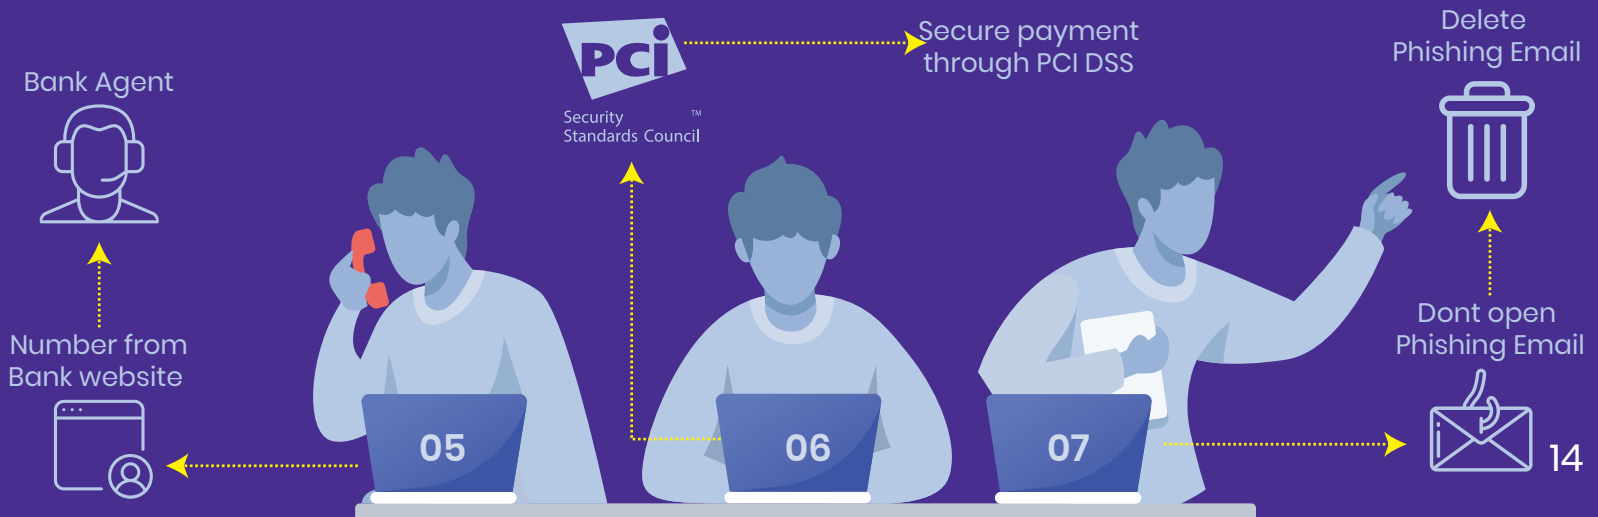 Bank Agent
Number from
Bank website
05
PCi
Security ™
Standards Council
Secure payment
through PCI DSS
06
07
Delete
Phishing Email
Dont open
Phishing Email
14